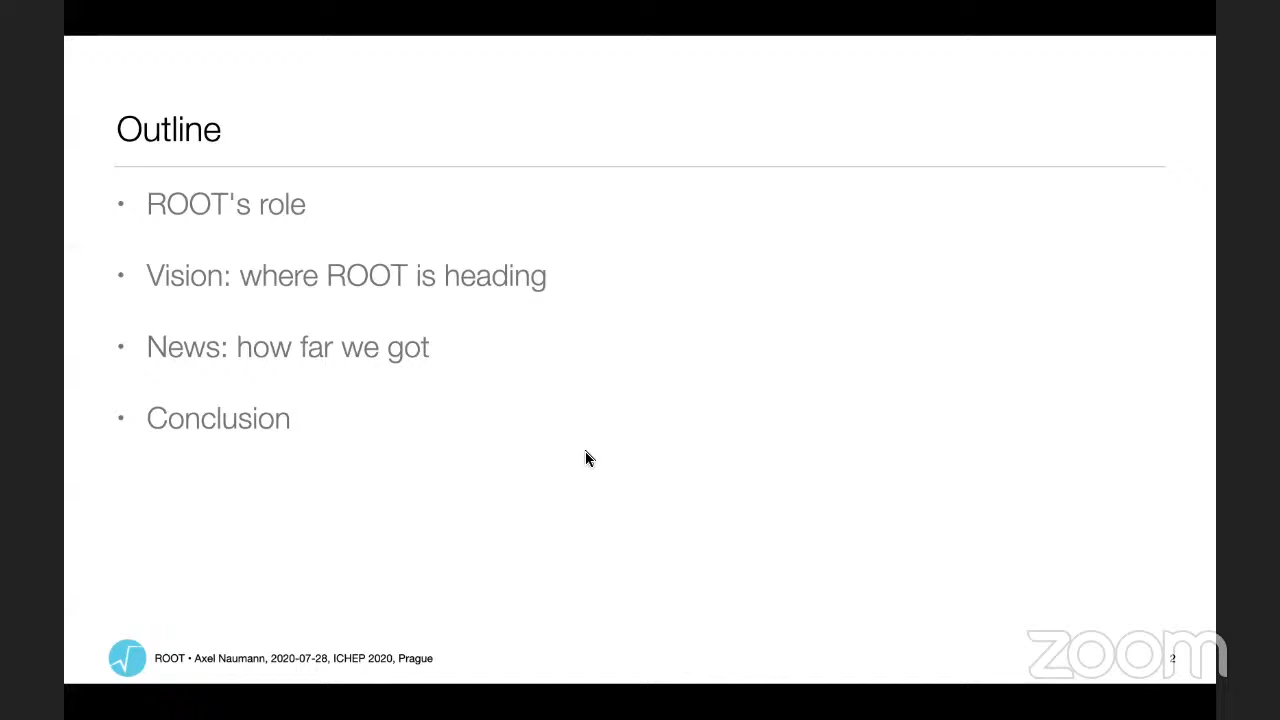 Outline
• ROOT's role
• Vision: where ROOT is heading
• News: how far we got
• Conclusion
ROOT • Axel Naumann, 2020-07-28, ICHEP 2020, Prague
zoom
2